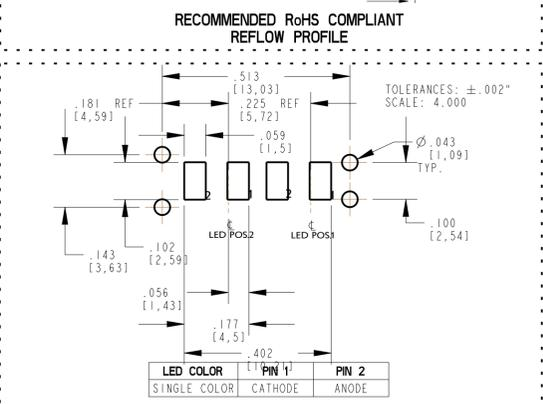 RECOMMENDED RoHS COMPLIANT
REFLOW PROFILE
.513
[13,03]
.181 REF
[4,59]
.225 REF
[5,72]
TOLERANCES: ±.002"
SCALE: 4.000
.059
[1,5]
Ø.043
[1,09]
TYP.
2 1 2 1
℄ ℄
LED POS.2 LED POS.1
.100
[2,54]
.143
[3,63]
.102
[2,59]
.056
[1,43]
.177
[4,5]
.402
[10,21]
LED COLOR PIN 1 PIN 2
SINGLE COLOR CATHODE ANODE